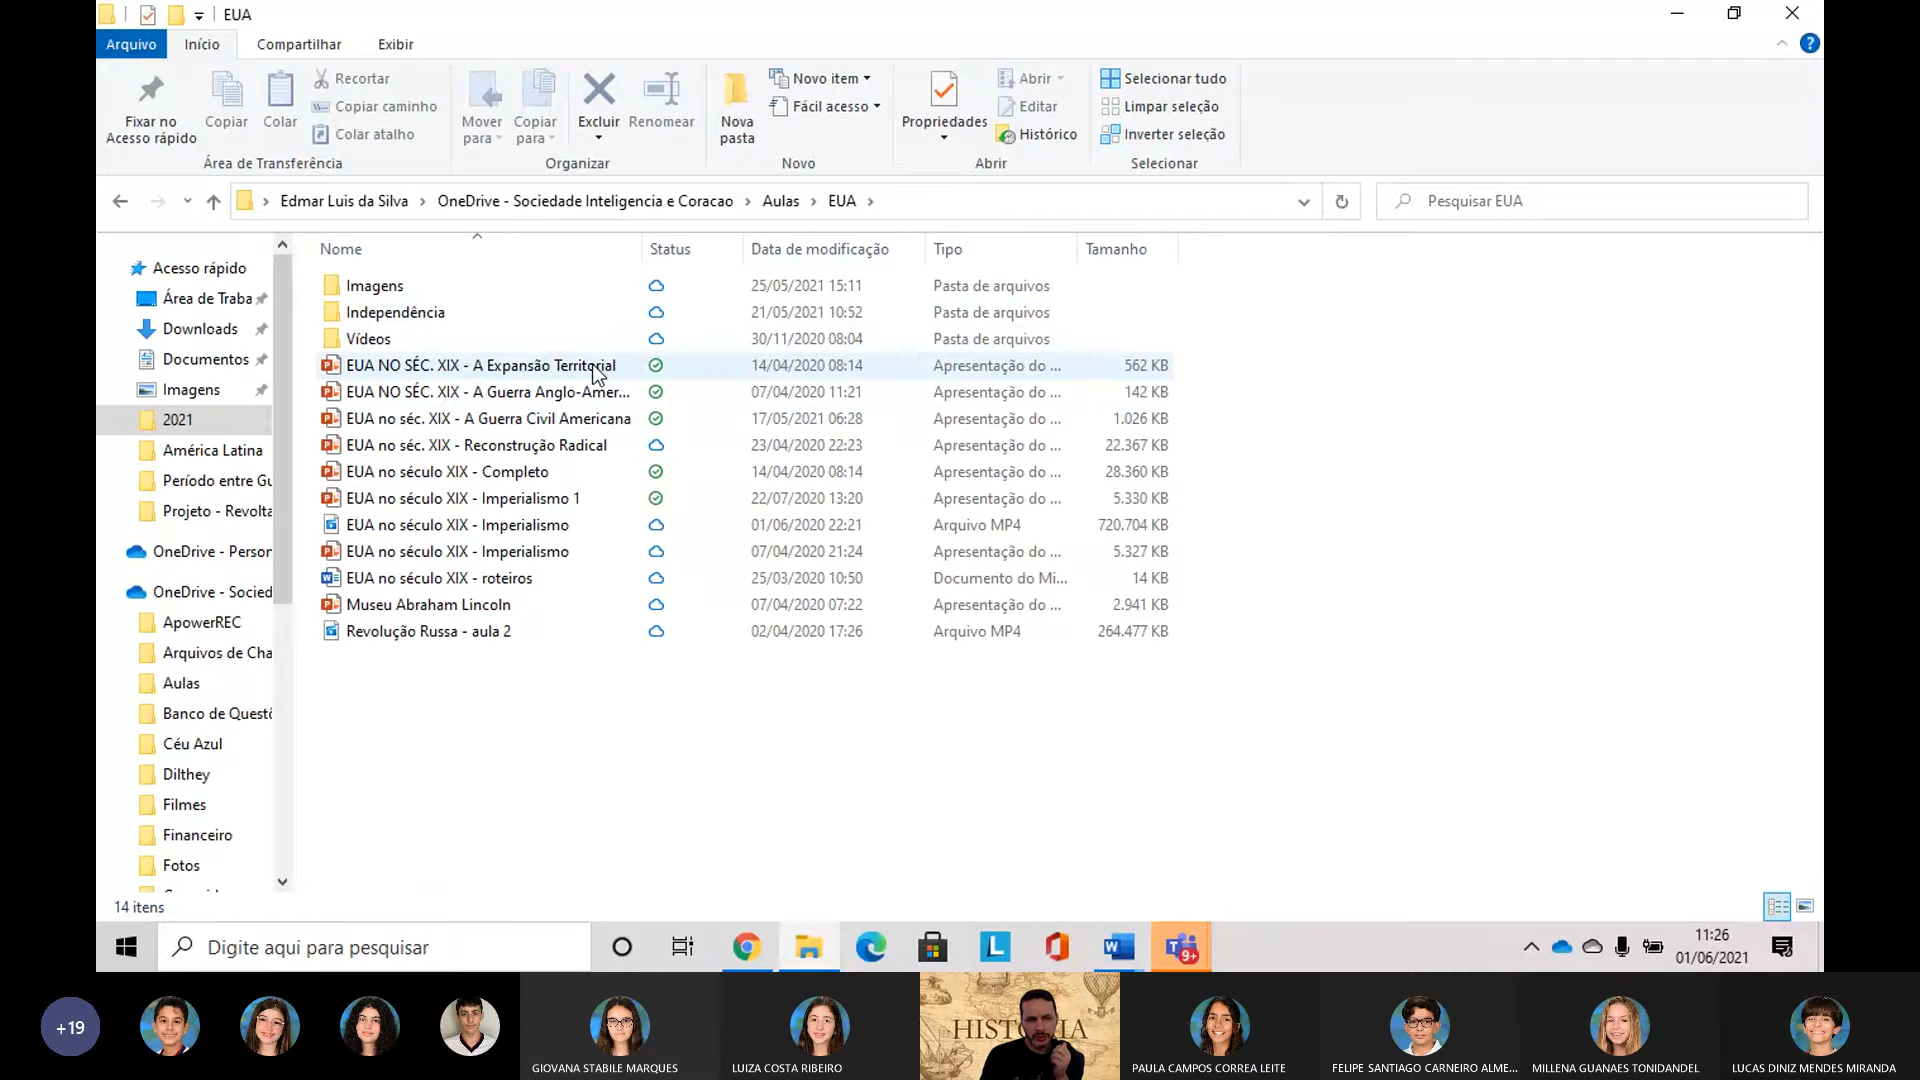 EUA
Arquivo Início Compartilhar Exibir
Fixar no Acesso rápido
Copiar
Colar
Recortar
Copiar caminho
Colar atalho
Área de Transferência
Mover para
Copiar para
Excluir
Renomear
Organizar
Nova pasta
Novo item
Fácil acesso
Novo
Propriedades
Abrir
Editar
Histórico
Abrir
Selecionar tudo
Limpar seleção
Inverter seleção
Selecionar
Edmar Luis da Silva > OneDrive - Sociedade Inteligencia e Coracao > Aulas > EUA >
Pesquisar EUA
Acesso rápido
Área de Traba
Downloads
Documentos
Imagens
2021
América Latina
Período entre Gu
Projeto - Revolta
OneDrive - Person
OneDrive - Socied
ApowerREC
Arquivos de Cha
Aulas
Banco de Questõ
Céu Azul
Dilthey
Filmes
Financeiro
Fotos
Nome Status Data de modificação Tipo Tamanho
Imagens 25/05/2021 15:11 Pasta de arquivos
Independência 21/05/2021 10:52 Pasta de arquivos
Vídeos 30/11/2020 08:04 Pasta de arquivos
EUA NO SÉC. XIX - A Expansão Territorial 14/04/2020 08:14 Apresentação do ... 562 KB
EUA NO SÉC. XIX - A Guerra Anglo-Amer... 07/04/2020 11:21 Apresentação do ... 142 KB
EUA no séc. XIX - A Guerra Civil Americana 17/05/2021 06:28 Apresentação do ... 1.026 KB
EUA no séc. XIX - Reconstrução Radical 23/04/2020 22:23 Apresentação do ... 22.367 KB
EUA no século XIX - Completo 14/04/2020 08:14 Apresentação do ... 28.360 KB
EUA no século XIX - Imperialismo 1 22/07/2020 13:20 Apresentação do ... 5.330 KB
EUA no século XIX - Imperialismo 01/06/2020 22:21 Arquivo MP4 720.704 KB
EUA no século XIX - Imperialismo 07/04/2020 21:24 Apresentação do ... 5.327 KB
EUA no século XIX - roteiros 25/03/2020 10:50 Documento do Mi... 14 KB
Museu Abraham Lincoln 07/04/2020 07:22 Apresentação do ... 2.941 KB
Revolução Russa - aula 2 02/04/2020 17:26 Arquivo MP4 264.477 KB
14 itens
Digite aqui para pesquisar
9+
11:26
01/06/2021
+19
GIOVANA STABILE MARQUES
LUIZA COSTA RIBEIRO
PAULA CAMPOS CORREA LEITE
FELIPE SANTIAGO CARNEIRO ALME...
MILLENA GUANAES TONIDANDEL
LUCAS DINIZ MENDES MIRANDA